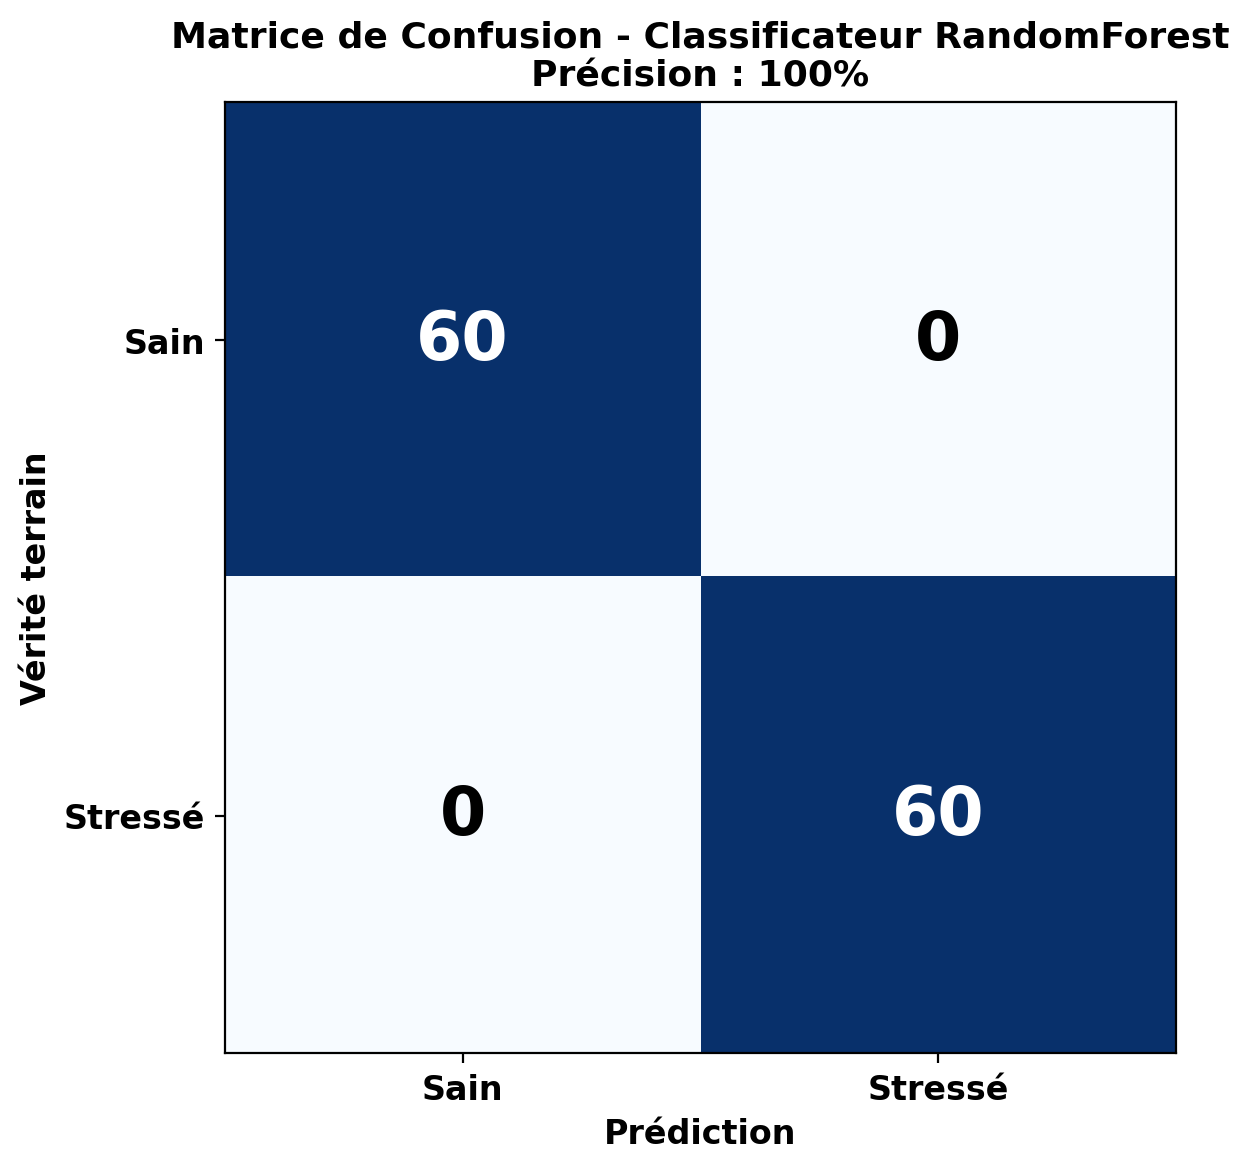 Matrice de Confusion - Classificateur RandomForest
Précision : 100%
Vérité terrain
Sain
60
0
Stressé
0
60
Sain
Stressé
Prédiction